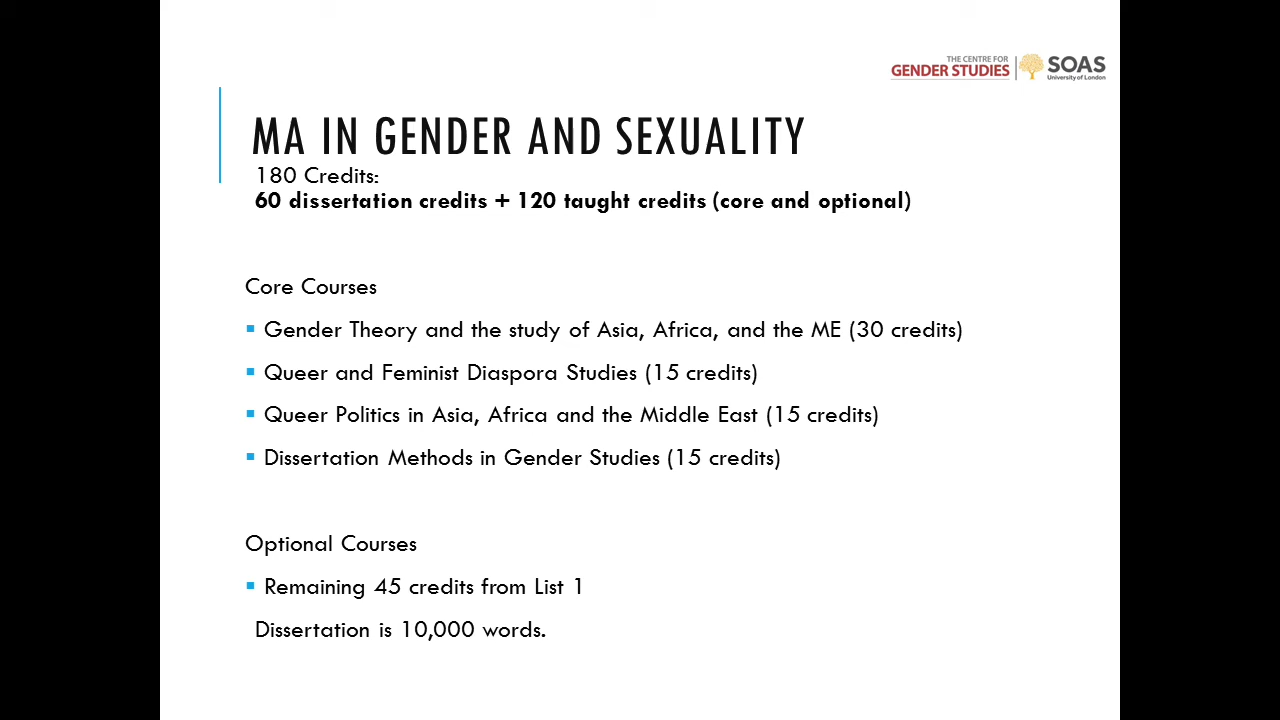 THE CENTRE FOR
GENDER STUDIES
SOAS
University of London
MA IN GENDER AND SEXUALITY
180 Credits:
60 dissertation credits + 120 taught credits (core and optional)
Core Courses
▪ Gender Theory and the study of Asia, Africa, and the ME (30 credits)
▪ Queer and Feminist Diaspora Studies (15 credits)
▪ Queer Politics in Asia, Africa and the Middle East (15 credits)
▪ Dissertation Methods in Gender Studies (15 credits)
Optional Courses
▪ Remaining 45 credits from List 1
Dissertation is 10,000 words.